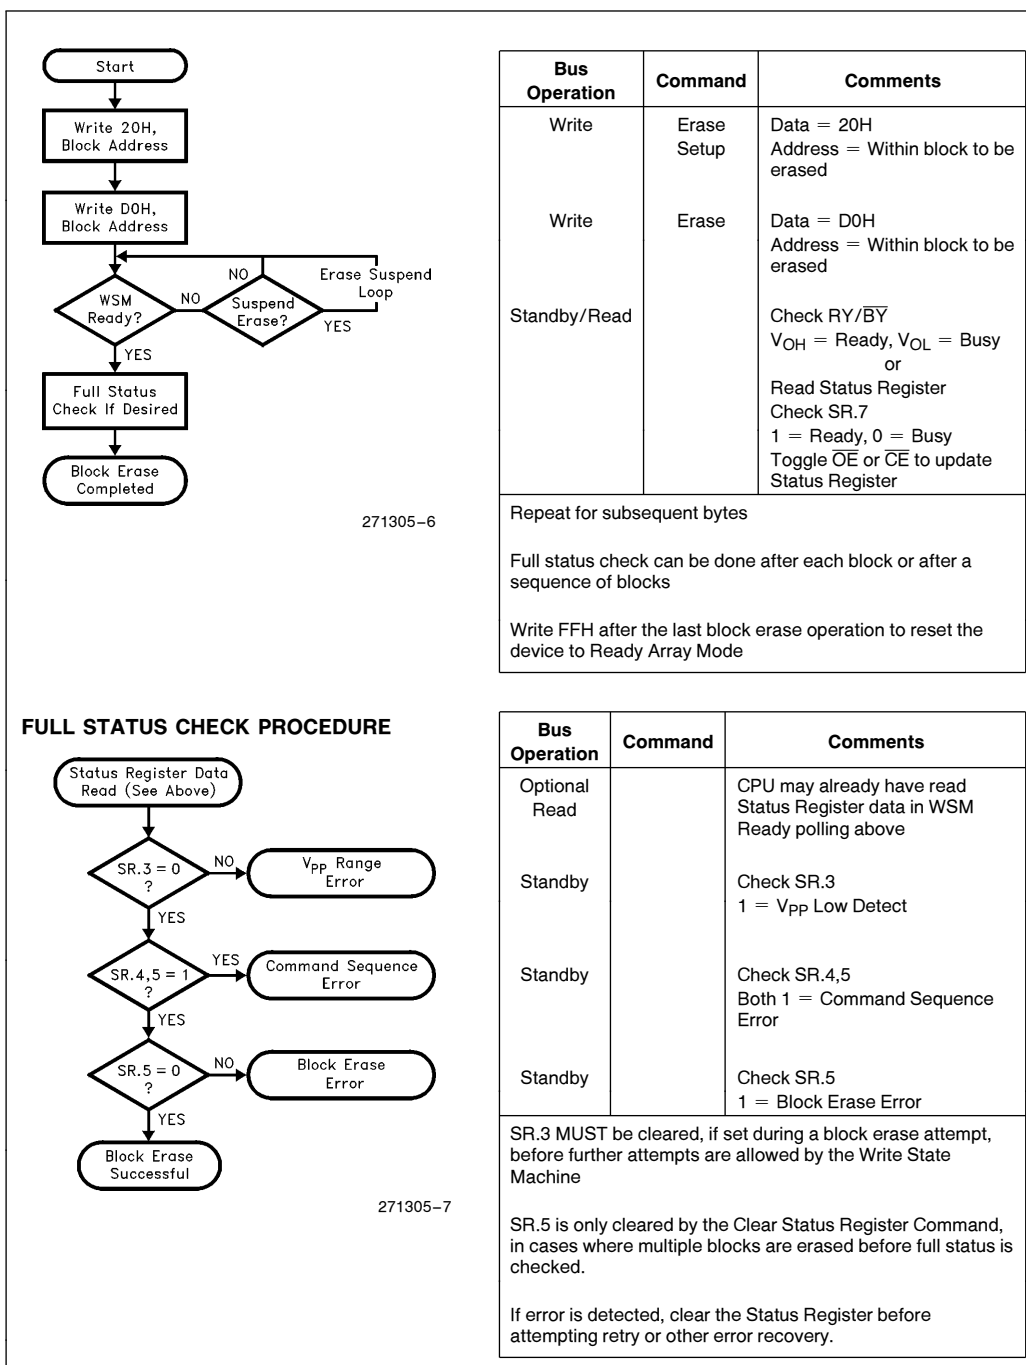 Start
Write 20H,
Block Address
Write D0H,
Block Address
WSM
Ready?
NO
Suspend
Erase?
NO
YES
Erase Suspend
Loop
YES
Full Status
Check If Desired
Block Erase
Completed
271305–6
Bus
Operation
Command
Comments
Write
Erase
Setup
Data = 20H
Address = Within block to be
erased
Write
Erase
Data = D0H
Address = Within block to be
erased
Standby/Read
Check RY/B̅Y̅
VOH = Ready, VOL = Busy
or
Read Status Register
Check SR.7
1 = Ready, 0 = Busy
Toggle O̅E̅ or C̅E̅ to update
Status Register
Repeat for subsequent bytes
Full status check can be done after each block or after a
sequence of blocks
Write FFH after the last block erase operation to reset the
device to Ready Array Mode
FULL STATUS CHECK PROCEDURE
Status Register Data
Read (See Above)
SR.3 = 0
?
NO
VPP Range
Error
YES
SR.4,5 = 1
?
YES
Command Sequence
Error
YES
SR.5 = 0
?
NO
Block Erase
Error
YES
Block Erase
Successful
271305–7
Bus
Operation
Command
Comments
Optional
Read
CPU may already have read
Status Register data in WSM
Ready polling above
Standby
Check SR.3
1 = VPP Low Detect
Standby
Check SR.4,5
Both 1 = Command Sequence
Error
Standby
Check SR.5
1 = Block Erase Error
SR.3 MUST be cleared, if set during a block erase attempt,
before further attempts are allowed by the Write State
Machine
SR.5 is only cleared by the Clear Status Register Command,
in cases where multiple blocks are erased before full status is
checked.
If error is detected, clear the Status Register before
attempting retry or other error recovery.